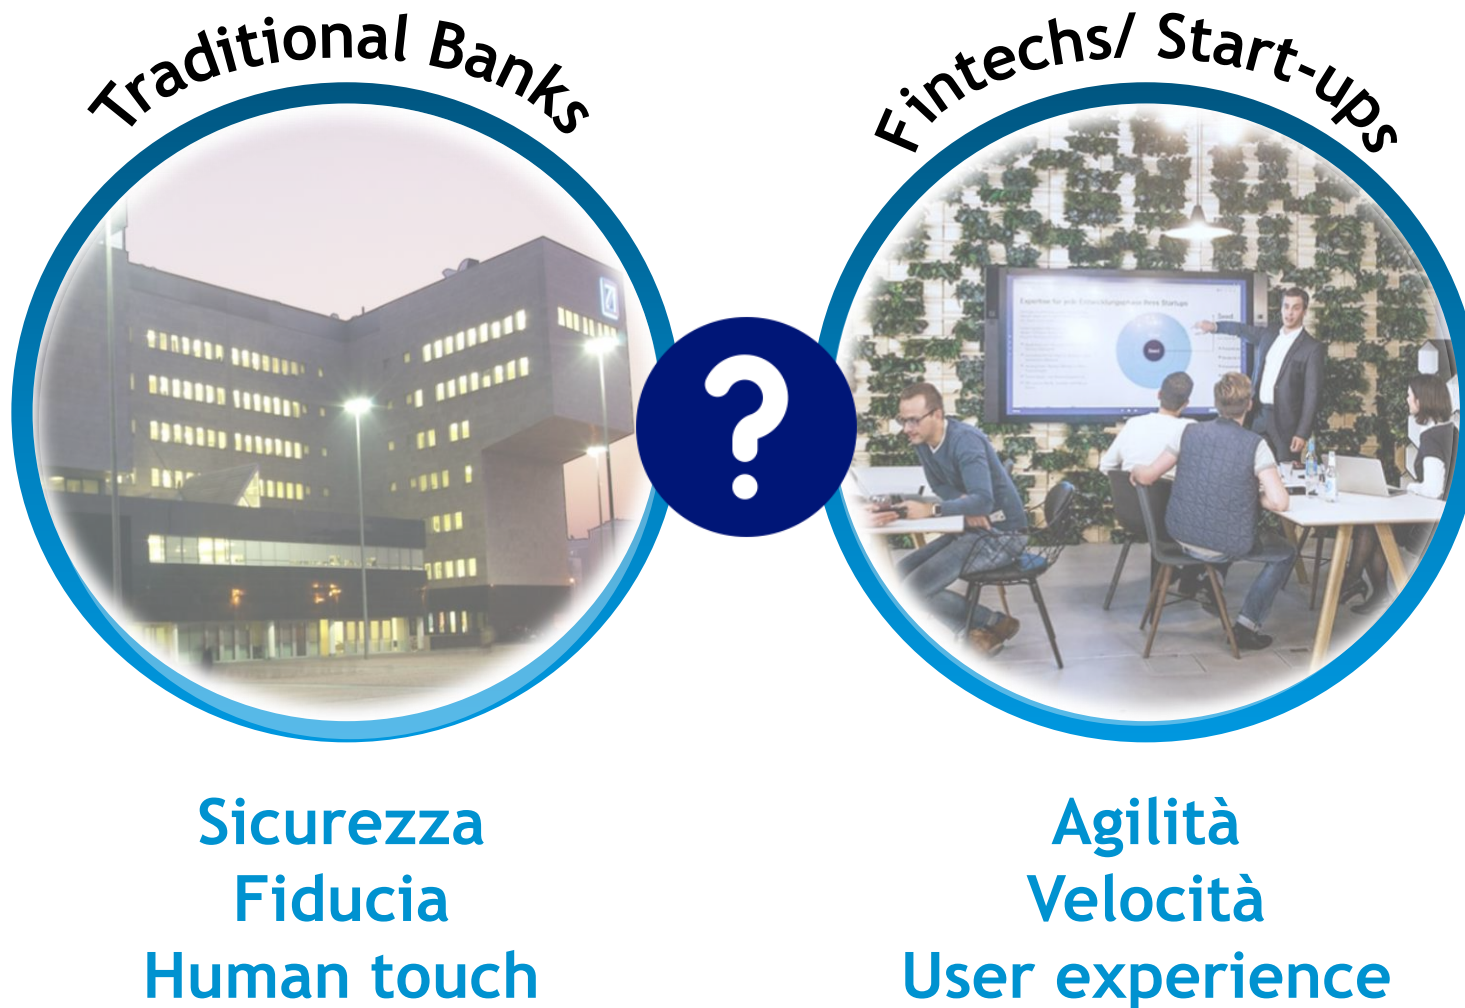 Traditional Banks
Fintechs/ Start-ups
?
Sicurezza
Fiducia
Human touch
Agilità
Velocità
User experience